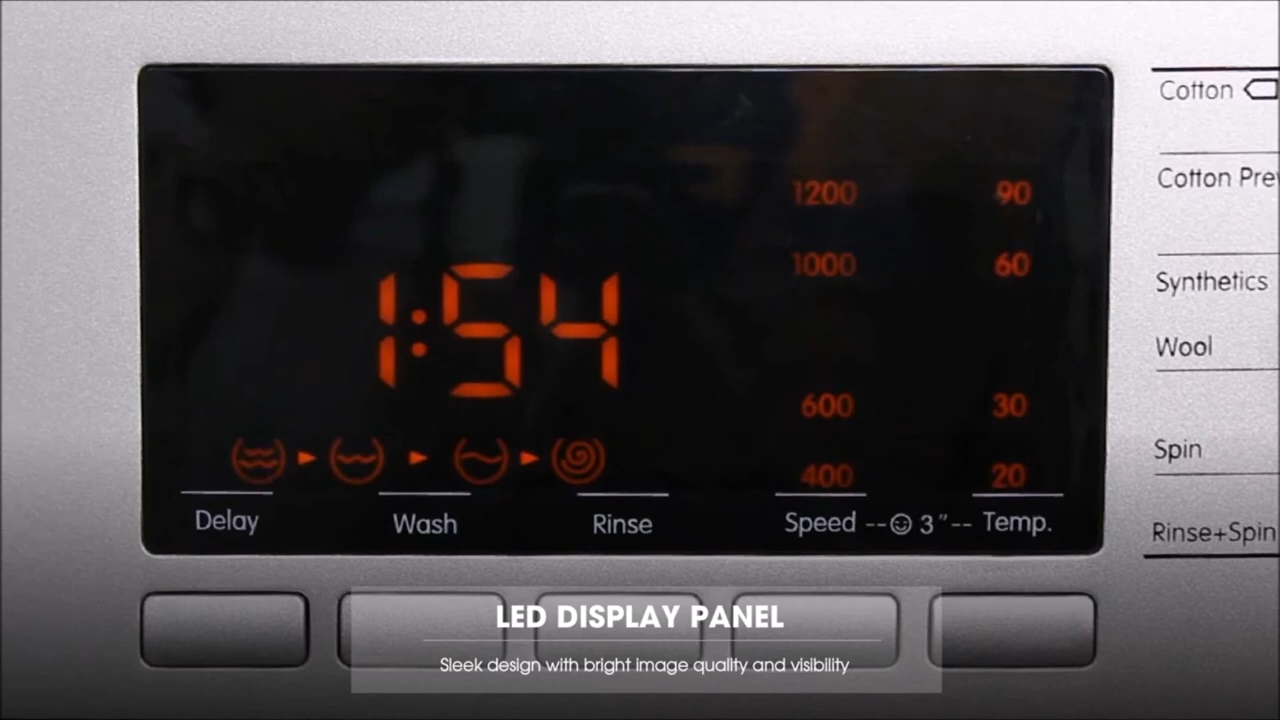 1200 90
1000 60
1:54
600 30
400 20
Delay Wash Rinse Speed --☺ 3"-- Temp.
Cotton
Cotton Pre
Synthetics
Wool
Spin
Rinse+Spin
LED DISPLAY PANEL
Sleek design with bright image quality and visibility